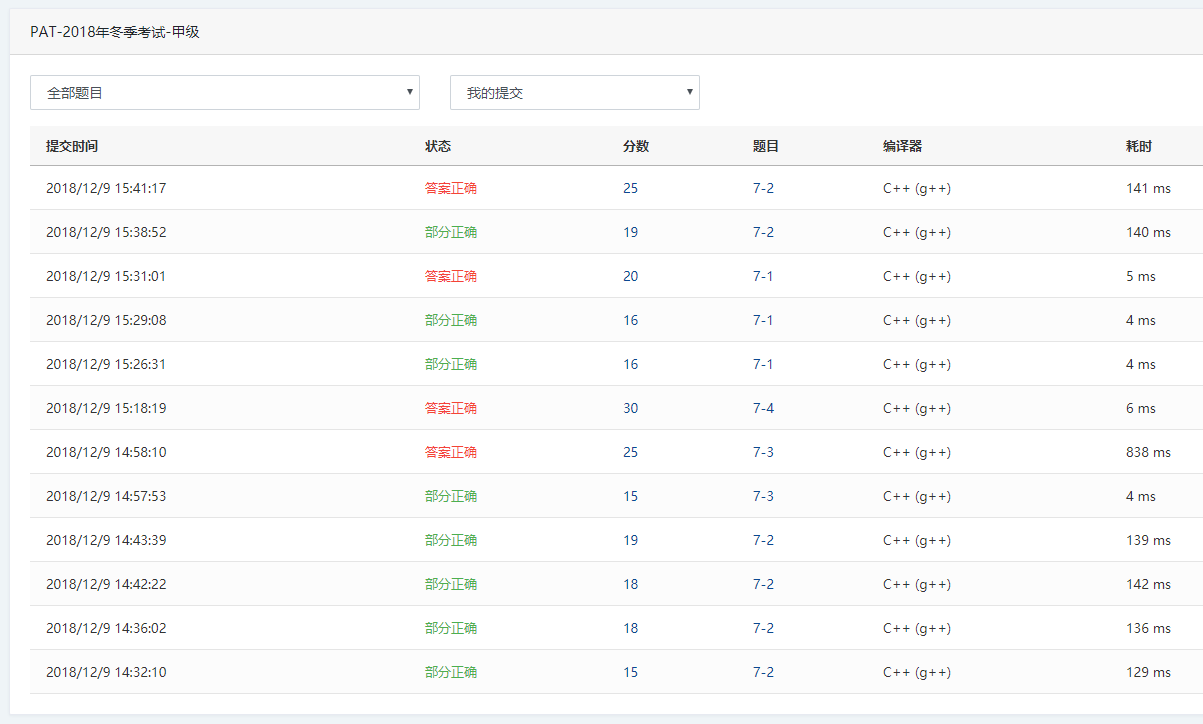 PAT-2018年冬季考试-甲级
全部题目 我的提交
提交时间 状态 分数 题目 编译器 耗时
2018/12/9 15:41:17 答案正确 25 7-2 C++ (g++) 141 ms
2018/12/9 15:38:52 部分正确 19 7-2 C++ (g++) 140 ms
2018/12/9 15:31:01 答案正确 20 7-1 C++ (g++) 5 ms
2018/12/9 15:29:08 部分正确 16 7-1 C++ (g++) 4 ms
2018/12/9 15:26:31 部分正确 16 7-1 C++ (g++) 4 ms
2018/12/9 15:18:19 答案正确 30 7-4 C++ (g++) 6 ms
2018/12/9 14:58:10 答案正确 25 7-3 C++ (g++) 838 ms
2018/12/9 14:57:53 部分正确 15 7-3 C++ (g++) 4 ms
2018/12/9 14:43:39 部分正确 19 7-2 C++ (g++) 139 ms
2018/12/9 14:42:22 部分正确 18 7-2 C++ (g++) 142 ms
2018/12/9 14:36:02 部分正确 18 7-2 C++ (g++) 136 ms
2018/12/9 14:32:10 部分正确 15 7-2 C++ (g++) 129 ms